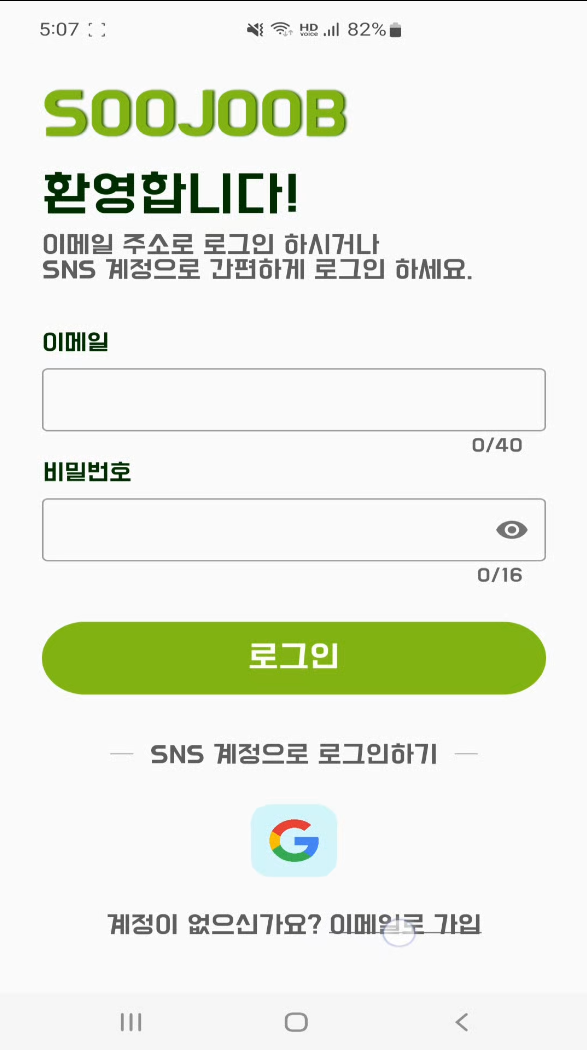 5:07
HD voice 82%
SOOJOOB
환영합니다!
이메일 주소로 로그인 하시거나
SNS 계정으로 간편하게 로그인 하세요.
이메일
0/40
비밀번호
0/16
로그인
SNS 계정으로 로그인하기
G
계정이 없으신가요? 이메일로 가입